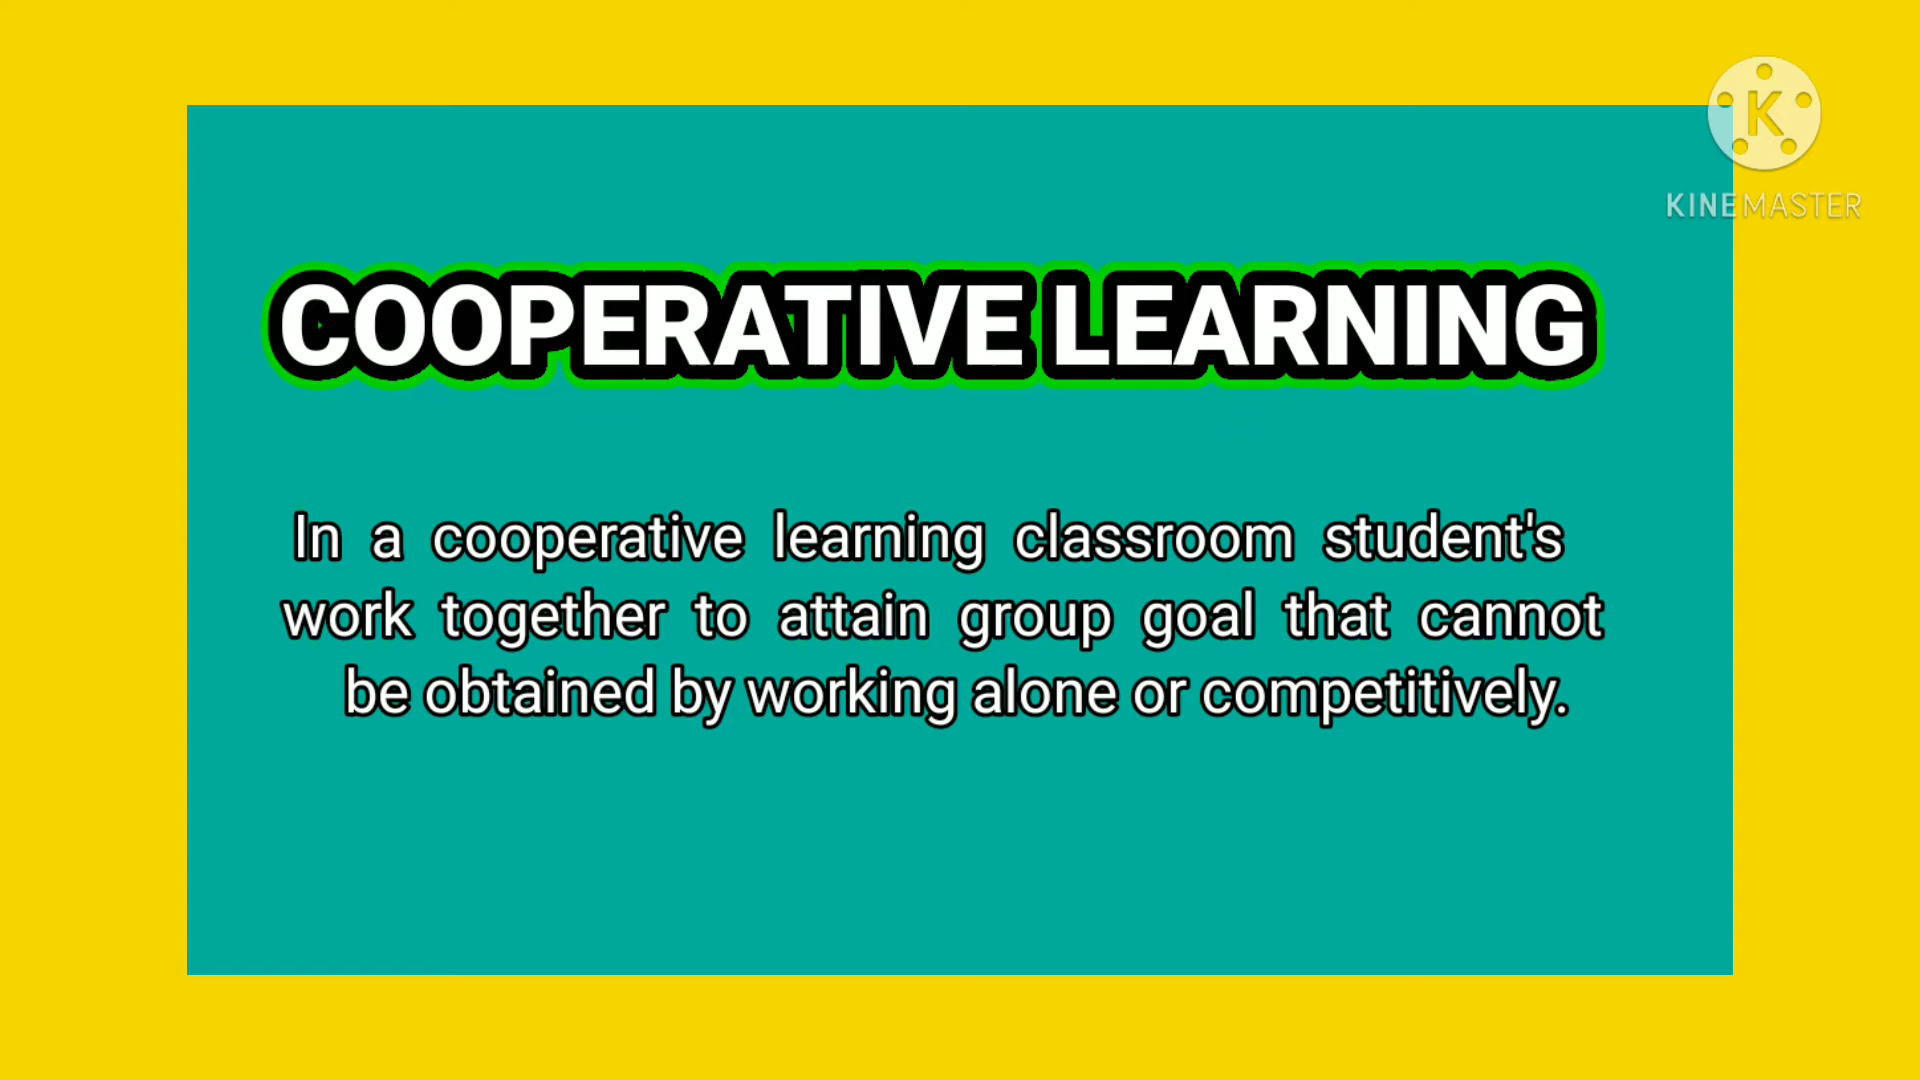 K
KINEMASTER
COOPERATIVE LEARNING
In a cooperative learning classroom student's
work together to attain group goal that cannot
be obtained by working alone or competitively.